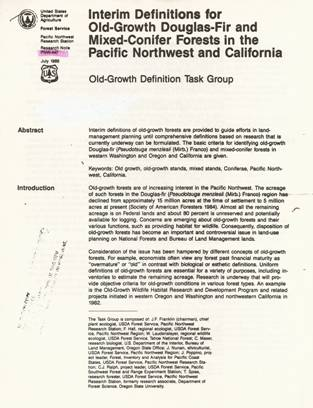 United States
Department of
Agriculture
Forest Service
Pacific Northwest
Research Station
Research Note
PNW-447
July 1986
Interim Definitions for
Old-Growth Douglas-Fir and
Mixed-Conifer Forests in the
Pacific Northwest and California
Old-Growth Definition Task Group
Abstract
Interim definitions of old-growth forests are provided to guide efforts in land-
management planning until comprehensive definitions based on research that is
currently underway can be formulated. The basic criteria for identifying old-growth
Douglas-fir (Pseudotsuga menziesii (Mirb.) Franco) and mixed-conifer forests in
western Washington and Oregon and California are given.
Keywords: Old growth, old-growth stands, mixed stands, Coniferae, Pacific North-
west, California.
Introduction
Old-growth forests are of increasing interest in the Pacific Northwest. The acreage
of such forests in the Douglas-fir (Pseudotsuga menziesii (Mirb.) Franco) region has
declined from approximately 15 million acres at the time of settlement to 5 million
acres at present (Society of American Foresters 1984). Almost all the remaining
acreage is on Federal lands and about 80 percent is unreserved and potentially
available for logging. Concerns are emerging about old-growth forests and their
various functions, such as providing habitat for wildlife. Consequently, disposition of
old-growth forests has become an important and controversial issue in land-use
planning on National Forests and Bureau of Land Management lands.
Consideration of the issue has been hampered by different concepts of old-growth
forests. For example, economists often view any forest past financial maturity as
"overmature" or "old" in contrast with biological or esthetic definitions. Uniform
definitions of old-growth forests are essential for a variety of purposes, including in-
ventories to estimate the remaining acreage. Research is underway that will pro-
vide objective criteria for old-growth conditions in various forest types. An example
is the Old-Growth Wildlife Habitat Research and Development Program and related
projects initiated in western Oregon and Washington and northwestern California in
1982.
The Task Group is composed of J.F. Franklin (chairman), chief
plant ecologist, USDA Forest Service, Pacific Northwest
Research Station; F. Hall, regional ecologist, USDA Forest Serv-
ice, Pacific Northwest Region; W. Laudenslayer, regional wildlife
ecologist, USDA Forest Service, Tahoe National Forest; C. Maser,
research biologist, U.S. Department of the Interior, Bureau of
Land Management, Oregon State Office; J. Nunan, silviculturist,
USDA Forest Service, Pacific Northwest Region; J. Poppino, proj-
ect leader, Forest, Inventory and Analysis for Pacific Coast
States, USDA Forest Service, Pacific Northwest Research Sta-
tion; C.J. Ralph, project leader, USDA Forest Service, Pacific
Southwest Forest and Range Experiment Station; T. Spies,
research forester, USDA Forest Service, Pacific Northwest
Research Station, formerly research associate, Department of
Forest Science, Oregon State University.